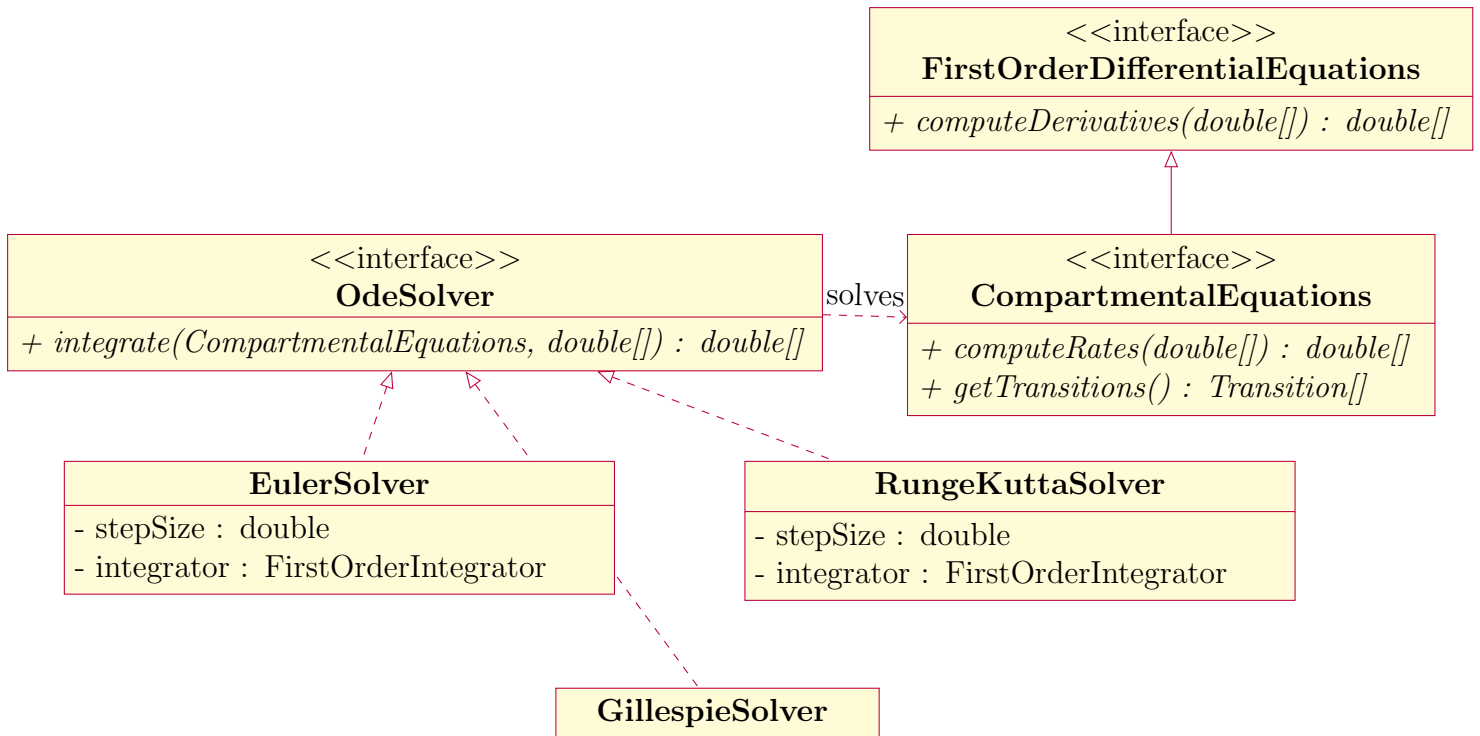 <<interface>>
FirstOrderDifferentialEquations
+ computeDerivatives(double[]) : double[]
<<interface>>
OdeSolver
+ integrate(CompartmentalEquations, double[]) : double[]
solves
<<interface>>
CompartmentalEquations
+ computeRates(double[]) : double[]
+ getTransitions() : Transition[]
EulerSolver
- stepSize : double
- integrator : FirstOrderIntegrator
RungeKuttaSolver
- stepSize : double
- integrator : FirstOrderIntegrator
GillespieSolver